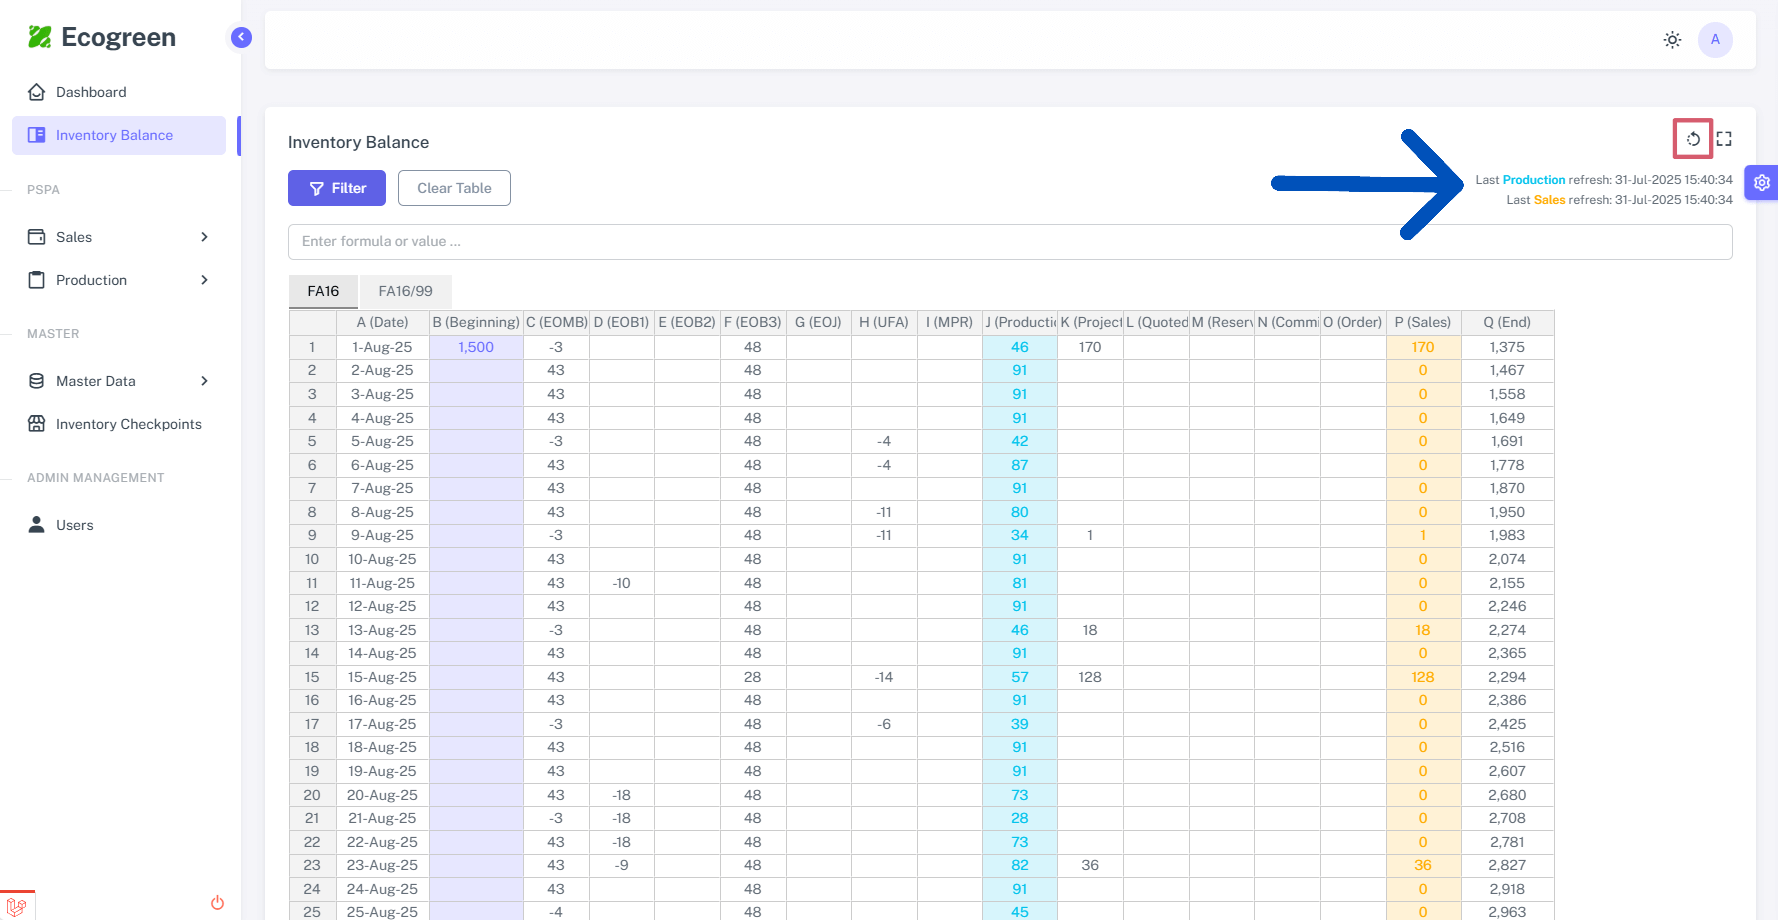 Ecogreen
A
Dashboard
Inventory Balance
PSPA
Sales
Production
MASTER
Master Data
Inventory Checkpoints
ADMIN MANAGEMENT
Users
Inventory Balance
Filter
Clear Table
Last Production refresh: 31-Jul-2025 15:40:34
Last Sales refresh: 31-Jul-2025 15:40:34
Enter formula or value ...
FA16 FA16/99
A (Date) B (Beginning) C (EOMB) D (EOB1) E (EOB2) F (EOB3) G (EOJ) H (UFA) I (MPR) J (Productic K (Project L (Quoted M (Reserv N (Commi O (Order) P (Sales) Q (End)
1 1-Aug-25 1,500 -3 48 46 170 170 1,375
2 2-Aug-25 43 48 91 0 1,467
3 3-Aug-25 43 48 91 0 1,558
4 4-Aug-25 43 48 91 0 1,649
5 5-Aug-25 -3 48 -4 42 0 1,691
6 6-Aug-25 43 48 -4 87 0 1,778
7 7-Aug-25 43 48 91 0 1,870
8 8-Aug-25 43 48 -11 80 0 1,950
9 9-Aug-25 -3 48 -11 34 1 1 1,983
10 10-Aug-25 43 48 91 0 2,074
11 11-Aug-25 43 -10 48 81 0 2,155
12 12-Aug-25 43 48 91 0 2,246
13 13-Aug-25 -3 48 46 18 18 2,274
14 14-Aug-25 43 48 91 0 2,365
15 15-Aug-25 43 28 -14 57 128 128 2,294
16 16-Aug-25 43 48 91 0 2,386
17 17-Aug-25 -3 48 -6 39 0 2,425
18 18-Aug-25 43 48 91 0 2,516
19 19-Aug-25 43 48 91 0 2,607
20 20-Aug-25 43 -18 48 73 0 2,680
21 21-Aug-25 -3 -18 48 28 0 2,708
22 22-Aug-25 43 -18 48 73 0 2,781
23 23-Aug-25 43 -9 48 82 36 36 2,827
24 24-Aug-25 43 48 91 0 2,918
25 25-Aug-25 -4 48 45 0 2,963